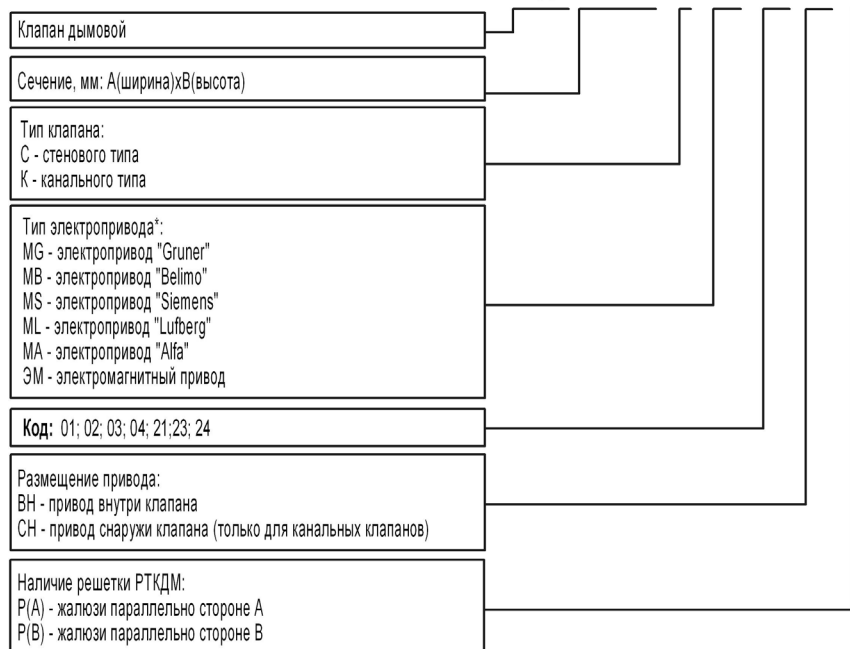 Клапан дымовой
Сечение, мм: А(ширина)хВ(высота)
Тип клапана:
С - стенового типа
К - канального типа
Тип электропривода*:
MG - электропривод "Gruner"
MB - электропривод "Belimo"
MS - электропривод "Siemens"
ML - электропривод "Lufberg"
MA - электропривод "Alfa"
ЭМ - электромагнитный привод
Код: 01; 02; 03; 04; 21;23; 24
Размещение привода:
ВН - привод внутри клапана
СН - привод снаружи клапана (только для канальных клапанов)
Наличие решетки РТКДМ:
Р(А) - жалюзи параллельно стороне А
Р(В) - жалюзи параллельно стороне В